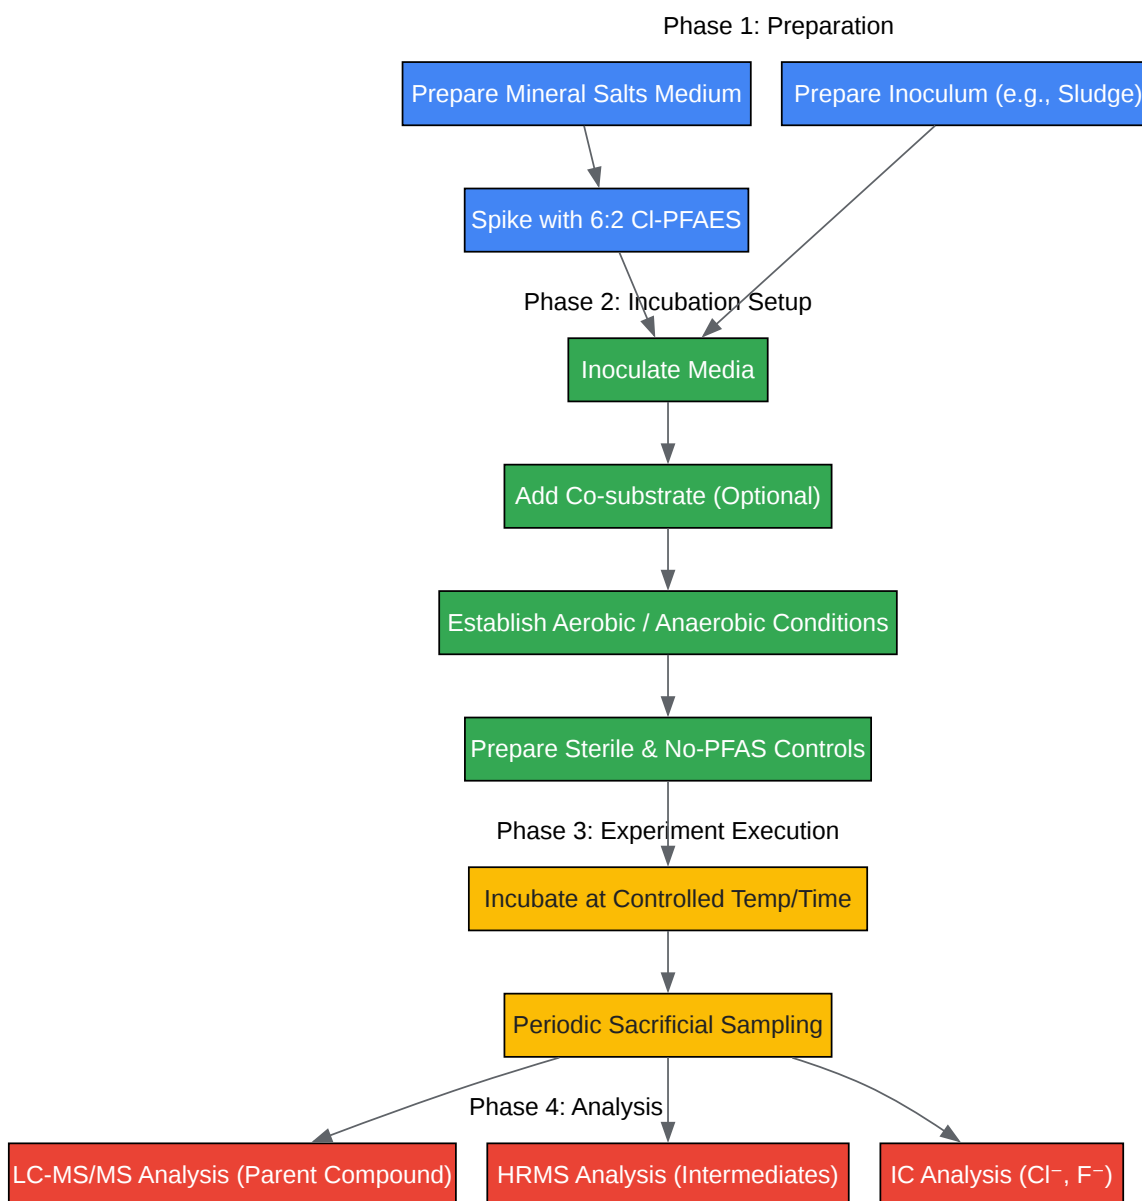 Phase 1: Preparation
Prepare Mineral Salts Medium
Prepare Inoculum (e.g., Sludge)
Spike with 6:2 Cl-PFAES
Phase 2: Incubation Setup
Inoculate Media
Add Co-substrate (Optional)
Establish Aerobic / Anaerobic Conditions
Prepare Sterile & No-PFAS Controls
Phase 3: Experiment Execution
Incubate at Controlled Temp/Time
Periodic Sacrificial Sampling
Phase 4: Analysis
LC-MS/MS Analysis (Parent Compound)
HRMS Analysis (Intermediates)
IC Analysis (Cl⁻, F⁻)